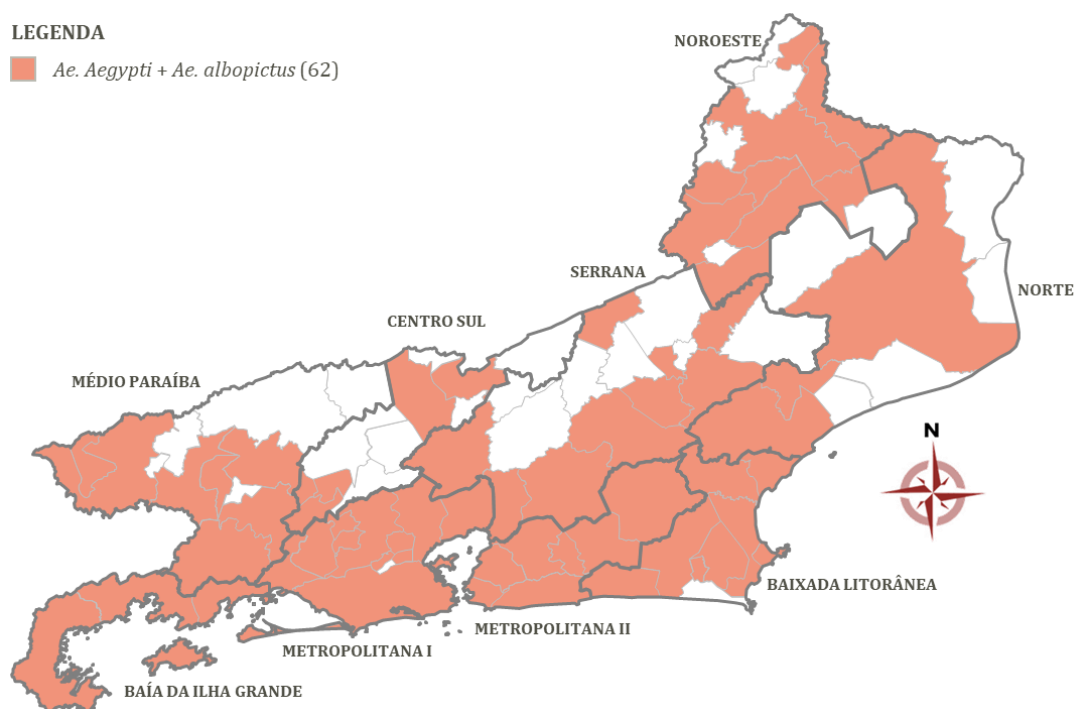 LEGENDA
Ae. Aegypti + Ae. albopictus (62)
NOROESTE
SERRANA
NORTE
CENTRO SUL
MÉDIO PARAÍBA
N
BAIXADA LITORÂNEA
METROPOLITANA II
METROPOLITANA I
BAÍA DA ILHA GRANDE